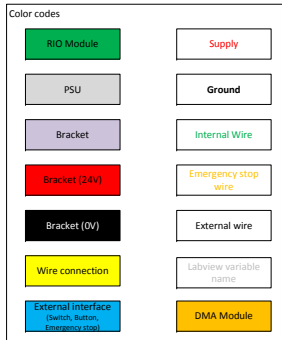 Color codes
RIO Module
Supply
PSU
Ground
Bracket
Internal Wire
Bracket (24V)
Emergency stop
wire
Bracket (0V)
External wire
Wire connection
Labview variable
name
External interface
(Switch, Button,
Emergency stop)
DMA Module